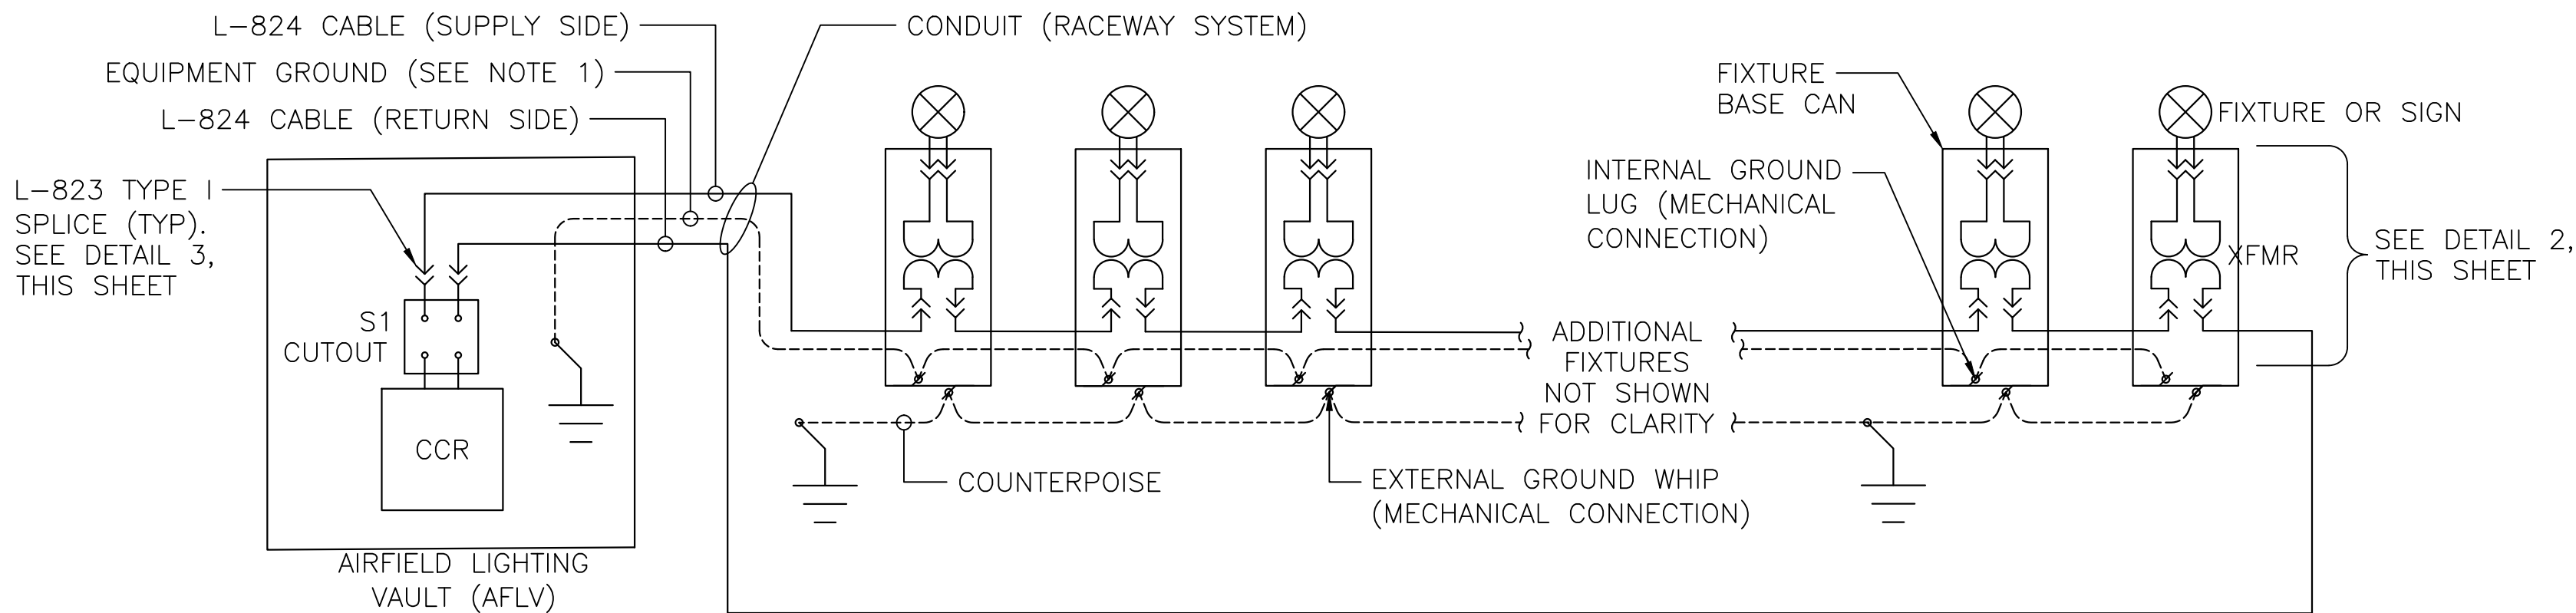 L-824 CABLE (SUPPLY SIDE)
EQUIPMENT GROUND (SEE NOTE 1)
L-824 CABLE (RETURN SIDE)
CONDUIT (RACEWAY SYSTEM)
L-823 TYPE I
SPLICE (TYP).
SEE DETAIL 3,
THIS SHEET
S1
CUTOUT
CCR
AIRFIELD LIGHTING
VAULT (AFLV)
COUNTERPOISE
EXTERNAL GROUND WHIP
(MECHANICAL CONNECTION)
ADDITIONAL
FIXTURES
NOT SHOWN
FOR CLARITY
FIXTURE
BASE CAN
INTERNAL GROUND
LUG (MECHANICAL
CONNECTION)
FIXTURE OR SIGN
XFMR
SEE DETAIL 2,
THIS SHEET